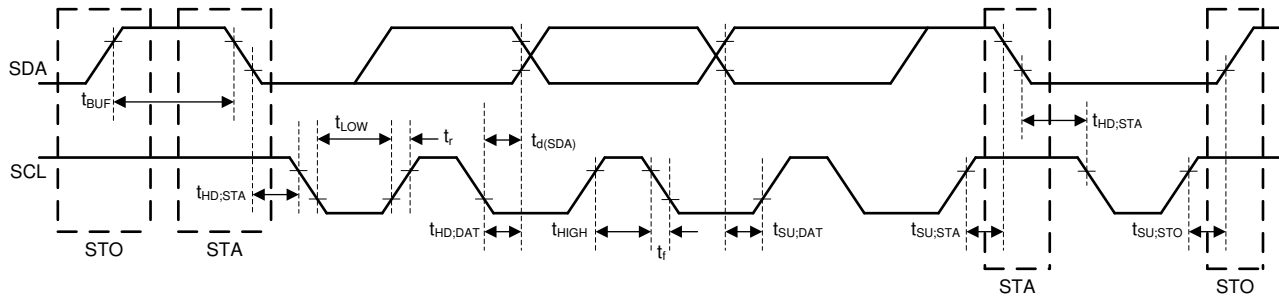 SDA
tBUF
tLOW
tr
td(SDA)
tHD;STA
SCL
tHD;STA
tHD;DAT
tHIGH
tf
tSU;DAT
tSU;STA
tSU;STO
STO
STA
STA
STO